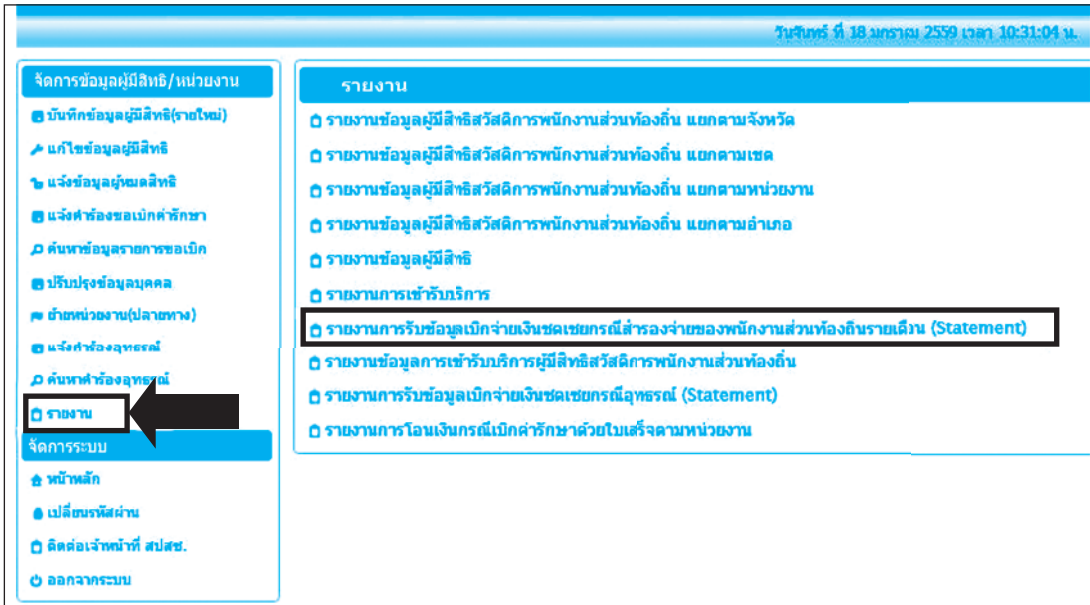 วันจันทร์ ที่ 18 มกราคม 2559 เวลา 10:31:04 น.
จัดการข้อมูลผู้มีสิทธิ/หน่วยงาน
บันทึกข้อมูลผู้มีสิทธิ(รายใหม่)
แก้ไขข้อมูลผู้มีสิทธิ
แจ้งข้อมูลผู้หมดสิทธิ
แจ้งคำร้องขอเบิกค่ารักษา
ค้นหาข้อมูลรายการขอเบิก
ปรับปรุงข้อมูลบุคคล
ย้ายหน่วยงาน(ปลายทาง)
แจ้งคำร้องอุทธรณ์
ค้นหาคำร้องอุทธรณ์
รายงาน
จัดการระบบ
หน้าหลัก
เปลี่ยนรหัสผ่าน
ติดต่อเจ้าหน้าที่ สปสช.
ออกจากระบบ
รายงาน
รายงานข้อมูลผู้มีสิทธิสวัสดิการพนักงานส่วนท้องถิ่น แยกตามจังหวัด
รายงานข้อมูลผู้มีสิทธิสวัสดิการพนักงานส่วนท้องถิ่น แยกตามเขต
รายงานข้อมูลผู้มีสิทธิสวัสดิการพนักงานส่วนท้องถิ่น แยกตามหน่วยงาน
รายงานข้อมูลผู้มีสิทธิสวัสดิการพนักงานส่วนท้องถิ่น แยกตามอำเภอ
รายงานข้อมูลผู้มีสิทธิ
รายงานการเข้ารับบริการ
รายงานการรับข้อมูลเบิกจ่ายเงินชดเชยกรณีสำรองจ่ายของพนักงานส่วนท้องถิ่นรายเดือน (Statement)
รายงานข้อมูลการเข้ารับบริการผู้มีสิทธิสวัสดิการพนักงานส่วนท้องถิ่น
รายงานการรับข้อมูลเบิกจ่ายเงินชดเชยกรณีอุทธรณ์ (Statement)
รายงานการโอนเงินกรณีเบิกค่ารักษาด้วยใบเสร็จตามหน่วยงาน